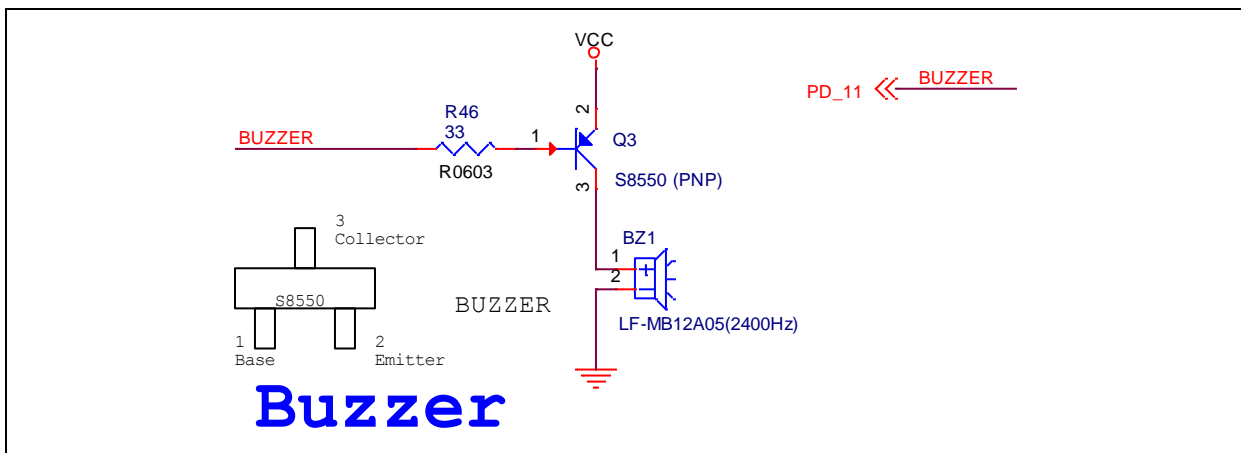 VCC
PD_11
BUZZER
R46
33
2
BUZZER
1
Q3
R0603
3
S8550 (PNP)
3
Collector
BZ1
1
2
S8550
BUZZER
LF-MB12A05(2400Hz)
1
Base
2
Emitter
Buzzer